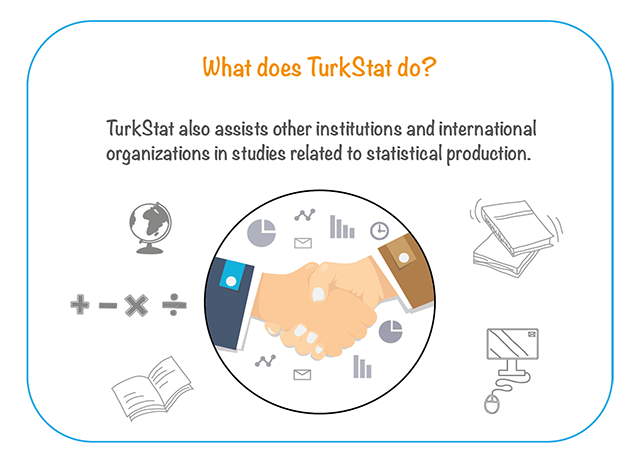 What does TurkStat do?
TurkStat also assists other institutions and international
organizations in studies related to statistical production.